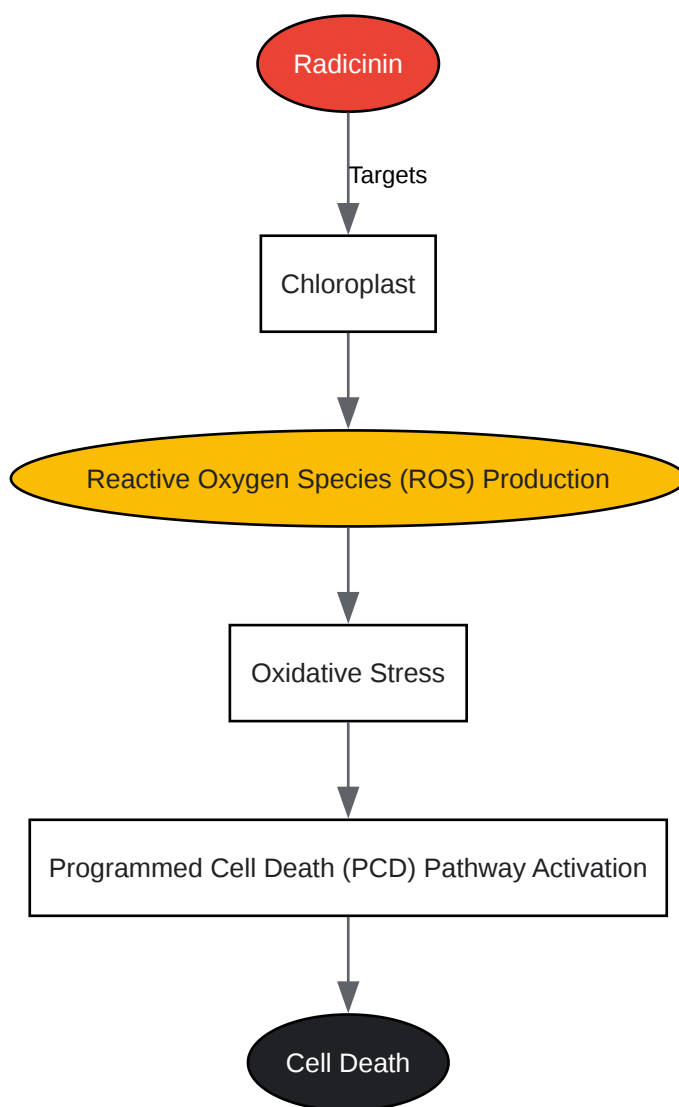 Radicinin
Targets
Chloroplast
Reactive Oxygen Species (ROS) Production
Oxidative Stress
Programmed Cell Death (PCD) Pathway Activation
Cell Death